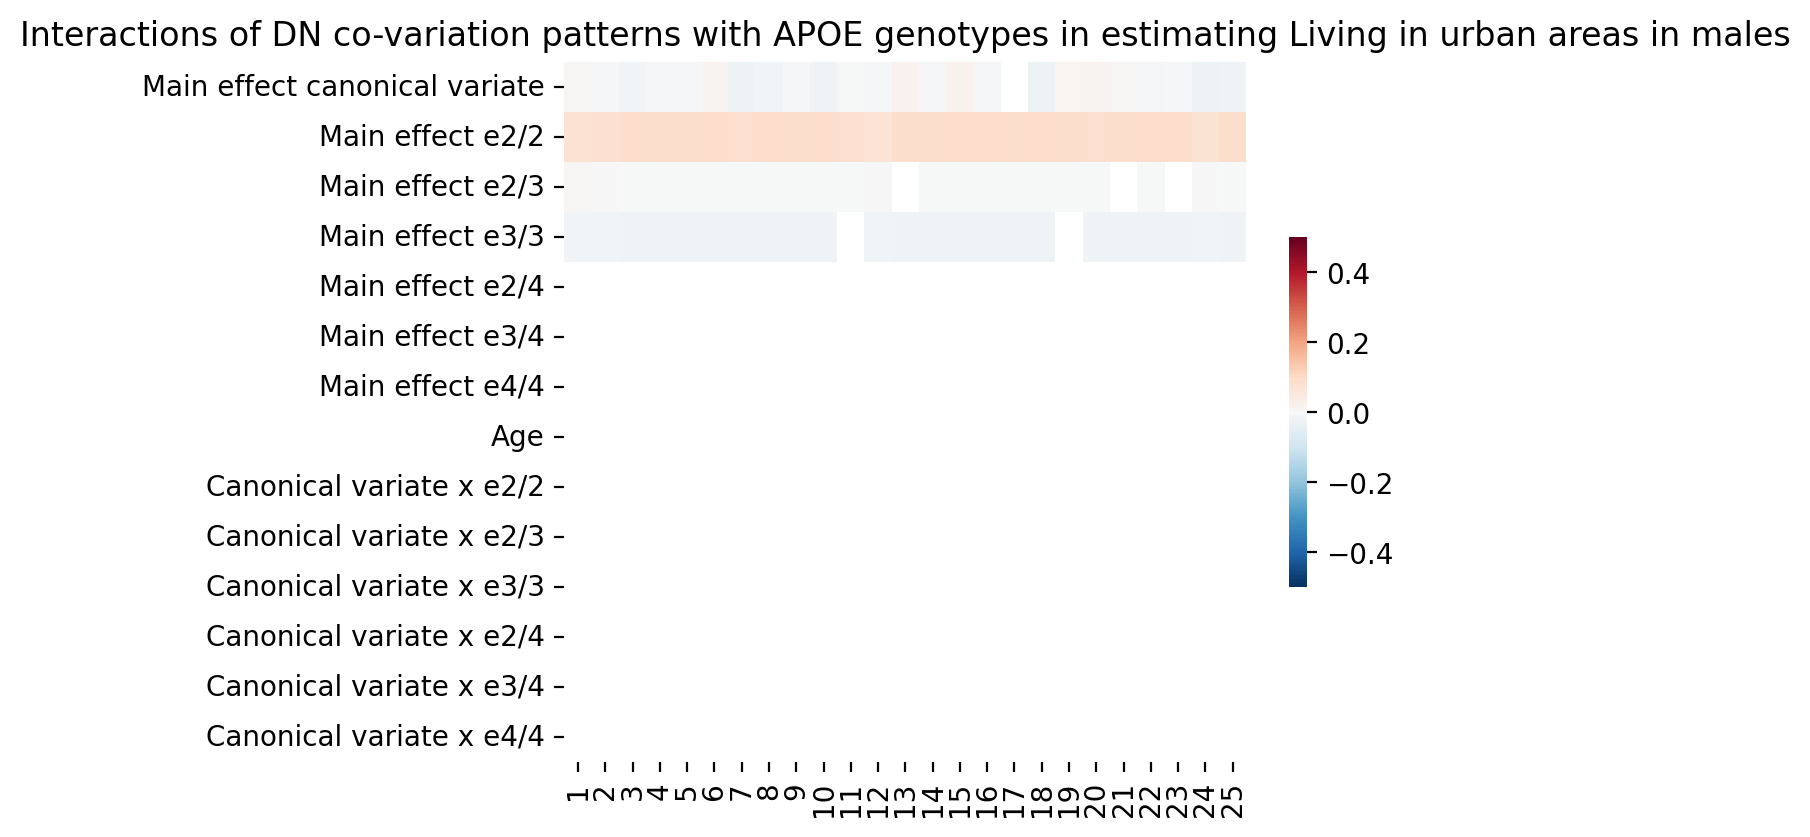 Interactions of DN co-variation patterns with APOE genotypes in estimating Living in urban areas in males
Main effect canonical variate
Main effect e2/2
Main effect e2/3
Main effect e3/3
Main effect e2/4
Main effect e3/4
Main effect e4/4
Age
Canonical variate x e2/2
Canonical variate x e2/3
Canonical variate x e3/3
Canonical variate x e2/4
Canonical variate x e3/4
Canonical variate x e4/4
1 2 3 4 5 6 7 8 9 10 11 12 13 14 15 16 17 18 19 20 21 22 23 24 25
0.4
0.2
0.0
−0.2
−0.4